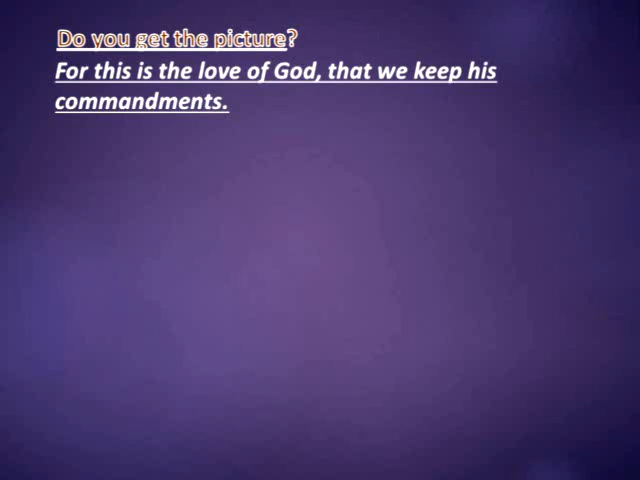 Do you get the picture?
For this is the love of God, that we keep his
commandments.